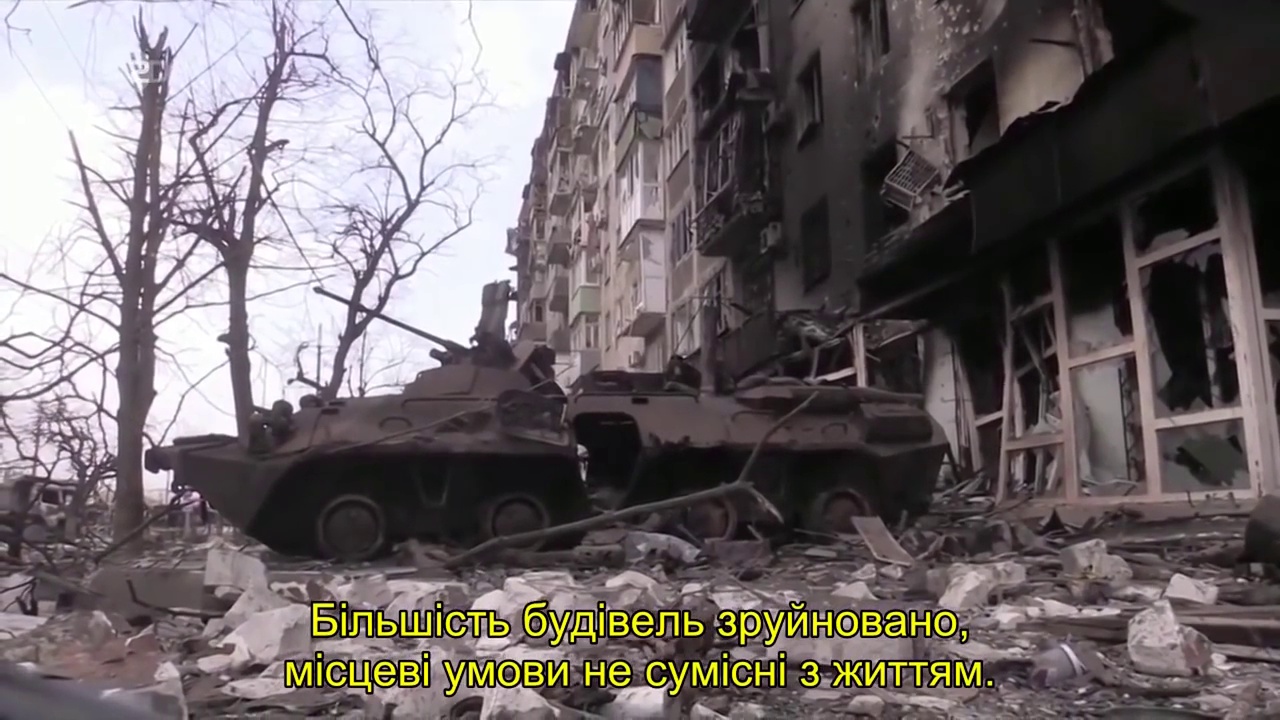 Більшість будівель зруйновано,
місцеві умови не сумісні з життям.